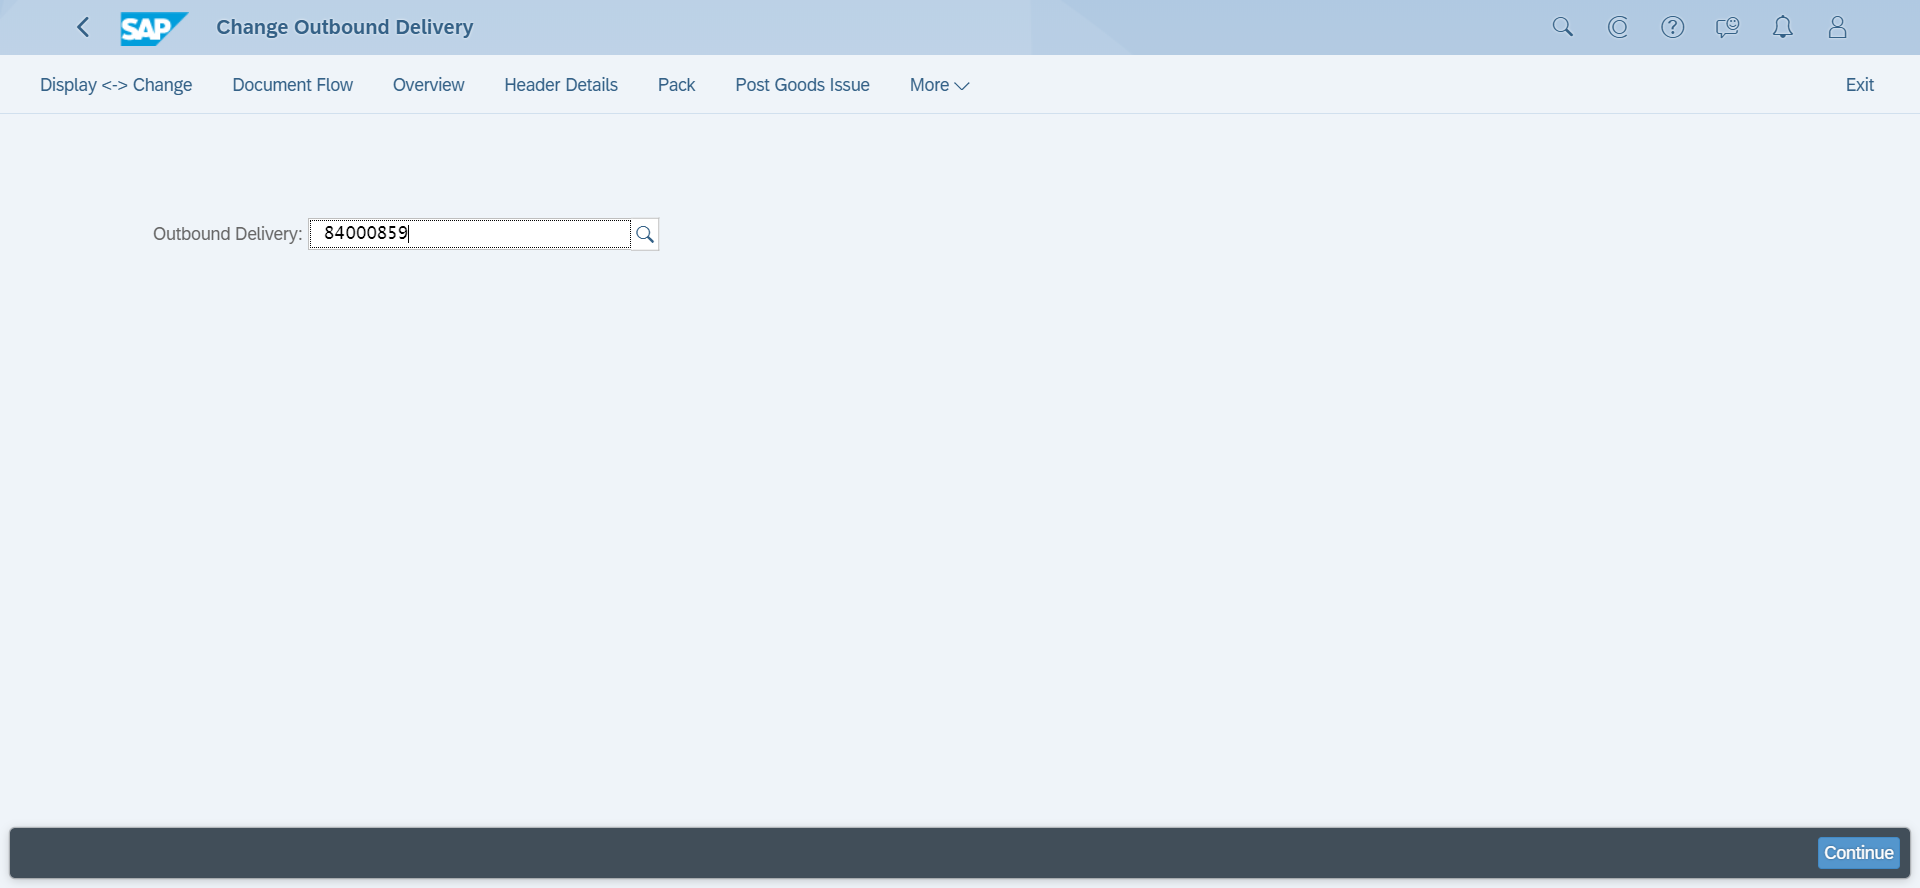 SAP Change Outbound Delivery
Display <-> Change Document Flow Overview Header Details Pack Post Goods Issue More Exit
Outbound Delivery: 84000859
Continue